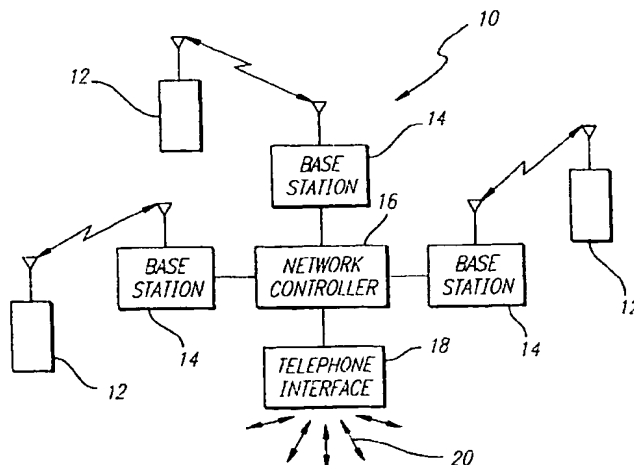 10
12
14
BASE
STATION
16
12
BASE
STATION
NETWORK
CONTROLLER
BASE
STATION
14
14
12
18
TELEPHONE
INTERFACE
20